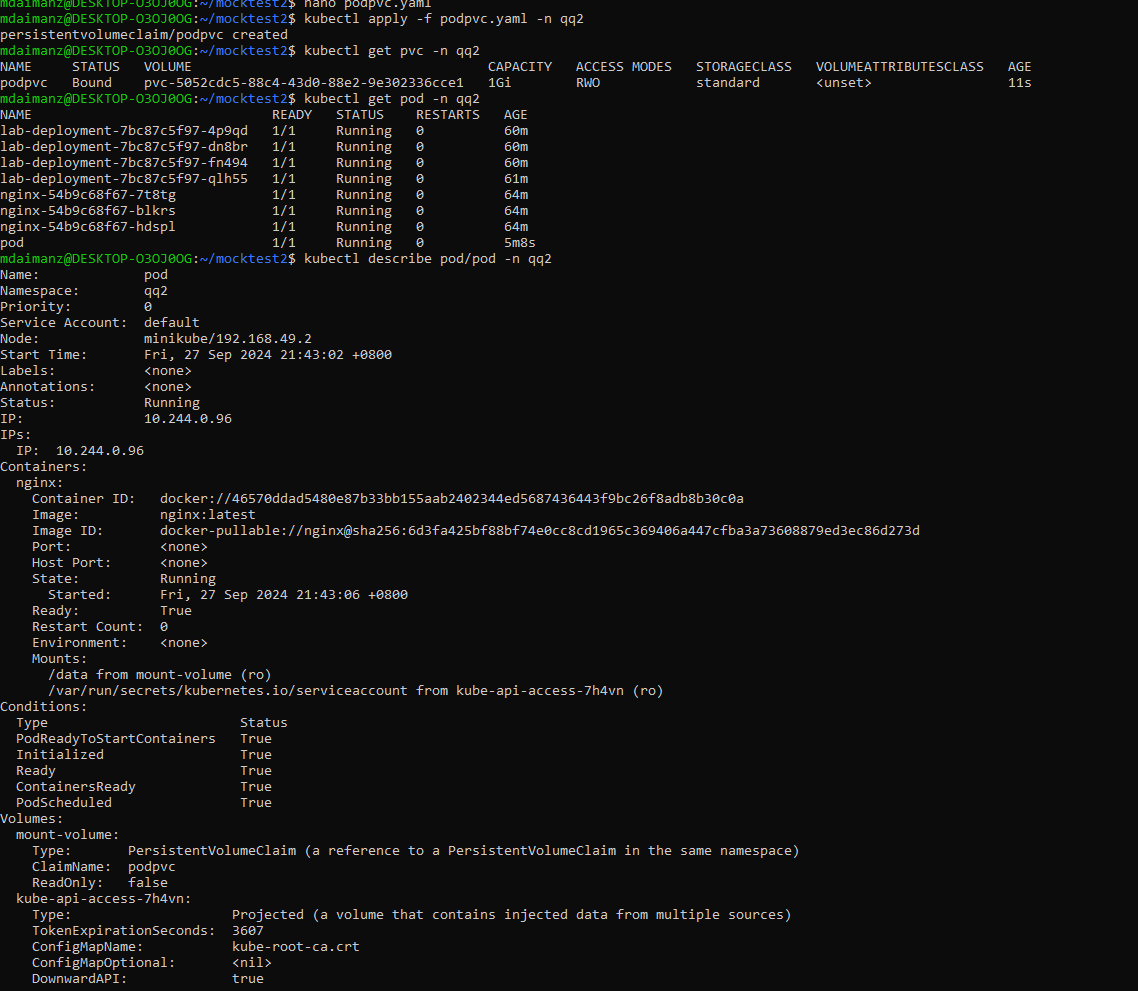 mdaimanz@DESKTOP-O3OJ0OG:~/mocktest2$ nano podpvc.yaml
mdaimanz@DESKTOP-O3OJ0OG:~/mocktest2$ kubectl apply -f podpvc.yaml -n qq2
persistentvolumeclaim/podpvc created
mdaimanz@DESKTOP-O3OJ0OG:~/mocktest2$ kubectl get pvc -n qq2
NAME     STATUS   VOLUME                                     CAPACITY   ACCESS MODES   STORAGECLASS   VOLUMEATTRIBUTESCLASS   AGE
podpvc   Bound    pvc-5052cdc5-88c4-43d0-88e2-9e302336cce1   1Gi        RWO            standard       <unset>                 11s
mdaimanz@DESKTOP-O3OJ0OG:~/mocktest2$ kubectl get pod -n qq2
NAME                              READY   STATUS    RESTARTS   AGE
lab-deployment-7bc87c5f97-4p9qd   1/1     Running   0          60m
lab-deployment-7bc87c5f97-dn8br   1/1     Running   0          60m
lab-deployment-7bc87c5f97-fn494   1/1     Running   0          60m
lab-deployment-7bc87c5f97-qlh55   1/1     Running   0          61m
nginx-54b9c68f67-7t8tg            1/1     Running   0          64m
nginx-54b9c68f67-blkrs            1/1     Running   0          64m
nginx-54b9c68f67-hdspl            1/1     Running   0          64m
pod                               1/1     Running   0          5m8s
mdaimanz@DESKTOP-O3OJ0OG:~/mocktest2$ kubectl describe pod/pod -n qq2
Name:             pod
Namespace:        qq2
Priority:         0
Service Account:  default
Node:             minikube/192.168.49.2
Start Time:       Fri, 27 Sep 2024 21:43:02 +0800
Labels:           <none>
Annotations:      <none>
Status:           Running
IP:               10.244.0.96
IPs:
  IP:  10.244.0.96
Containers:
  nginx:
    Container ID:   docker://46570ddad5480e87b33bb155aab2402344ed5687436443f9bc26f8adb8b30c0a
    Image:          nginx:latest
    Image ID:       docker-pullable://nginx@sha256:6d3fa425bf88bf74e0cc8cd1965c369406a447cfba3a73608879ed3ec86d273d
    Port:           <none>
    Host Port:      <none>
    State:          Running
      Started:      Fri, 27 Sep 2024 21:43:06 +0800
    Ready:          True
    Restart Count:  0
    Environment:    <none>
    Mounts:
      /data from mount-volume (ro)
      /var/run/secrets/kubernetes.io/serviceaccount from kube-api-access-7h4vn (ro)
Conditions:
  Type                        Status
  PodReadyToStartContainers   True
  Initialized                 True
  Ready                       True
  ContainersReady             True
  PodScheduled                True
Volumes:
  mount-volume:
    Type:       PersistentVolumeClaim (a reference to a PersistentVolumeClaim in the same namespace)
    ClaimName:  podpvc
    ReadOnly:   false
  kube-api-access-7h4vn:
    Type:                    Projected (a volume that contains injected data from multiple sources)
    TokenExpirationSeconds:  3607
    ConfigMapName:           kube-root-ca.crt
    ConfigMapOptional:       <nil>
    DownwardAPI:             true